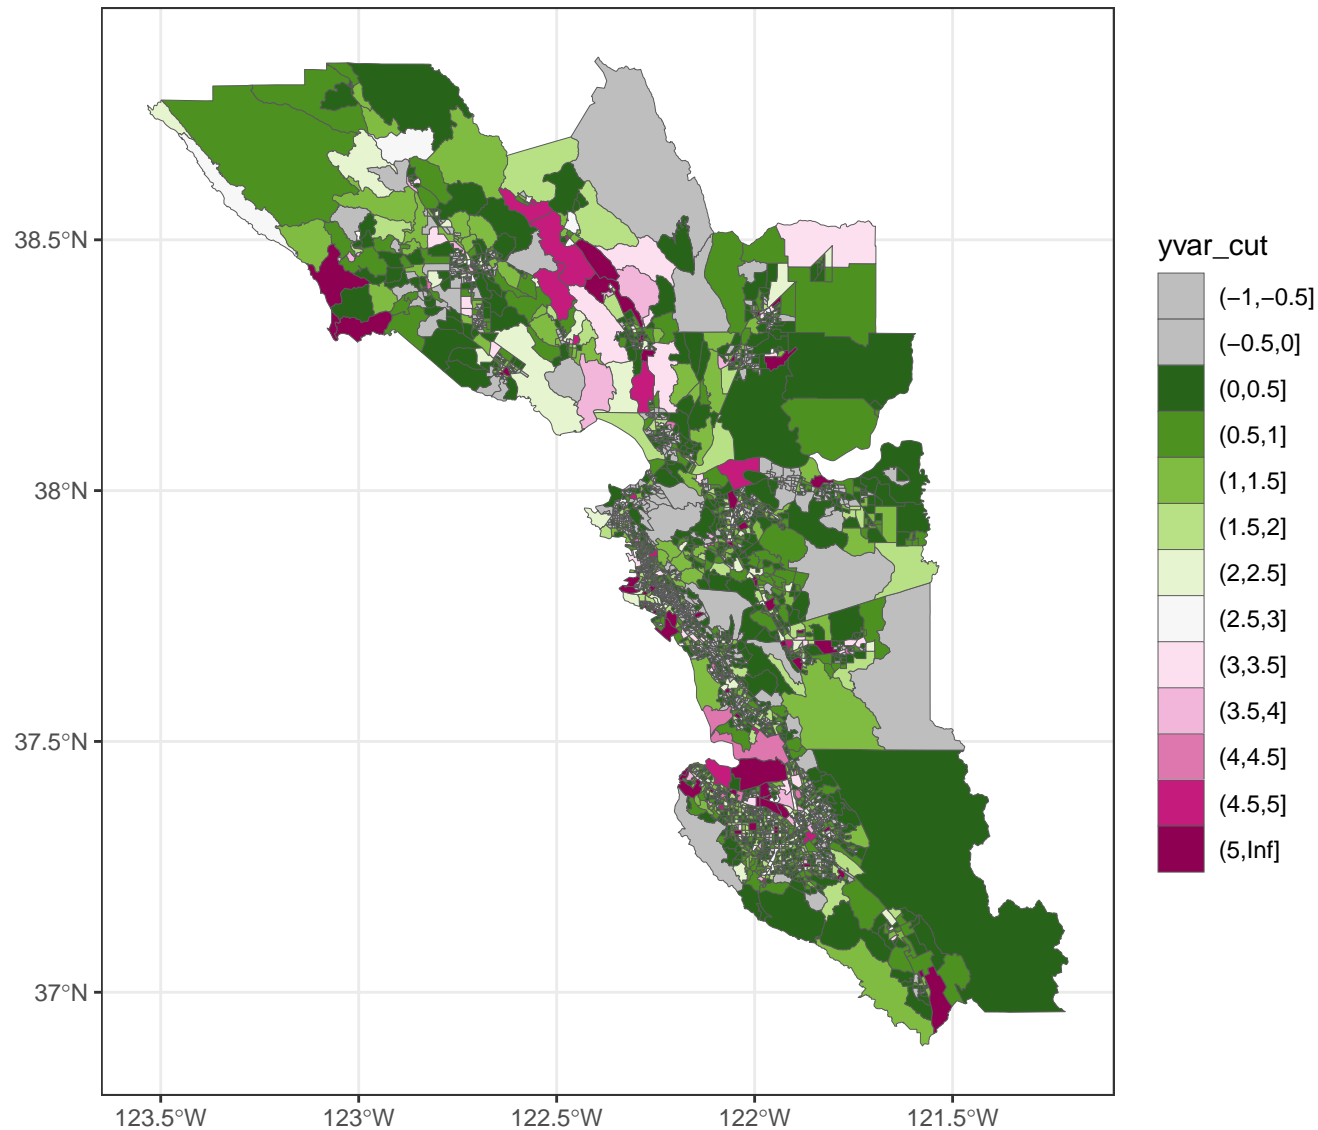 38.5°N
38°N
37.5°N
37°N
123.5°W
123°W
122.5°W
122°W
121.5°W
yvar_cut
(−1,−0.5]
(−0.5,0]
(0,0.5]
(0.5,1]
(1,1.5]
(1.5,2]
(2,2.5]
(2.5,3]
(3,3.5]
(3.5,4]
(4,4.5]
(4.5,5]
(5,Inf]